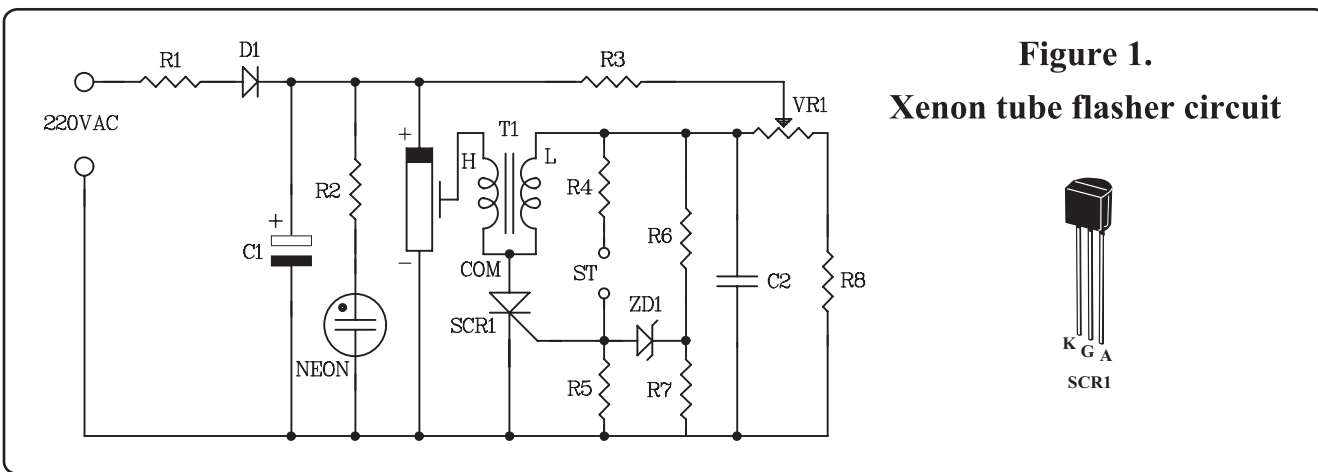 Figure 1.
Xenon tube flasher circuit
R1
D1
R3
VR1
220VAC
+
T1
H
L
R4
R2
R6
+
C1
-
COM
ST
C2
R8
ZD1
SCR1
NEON
R5
R7
K G A
SCR1